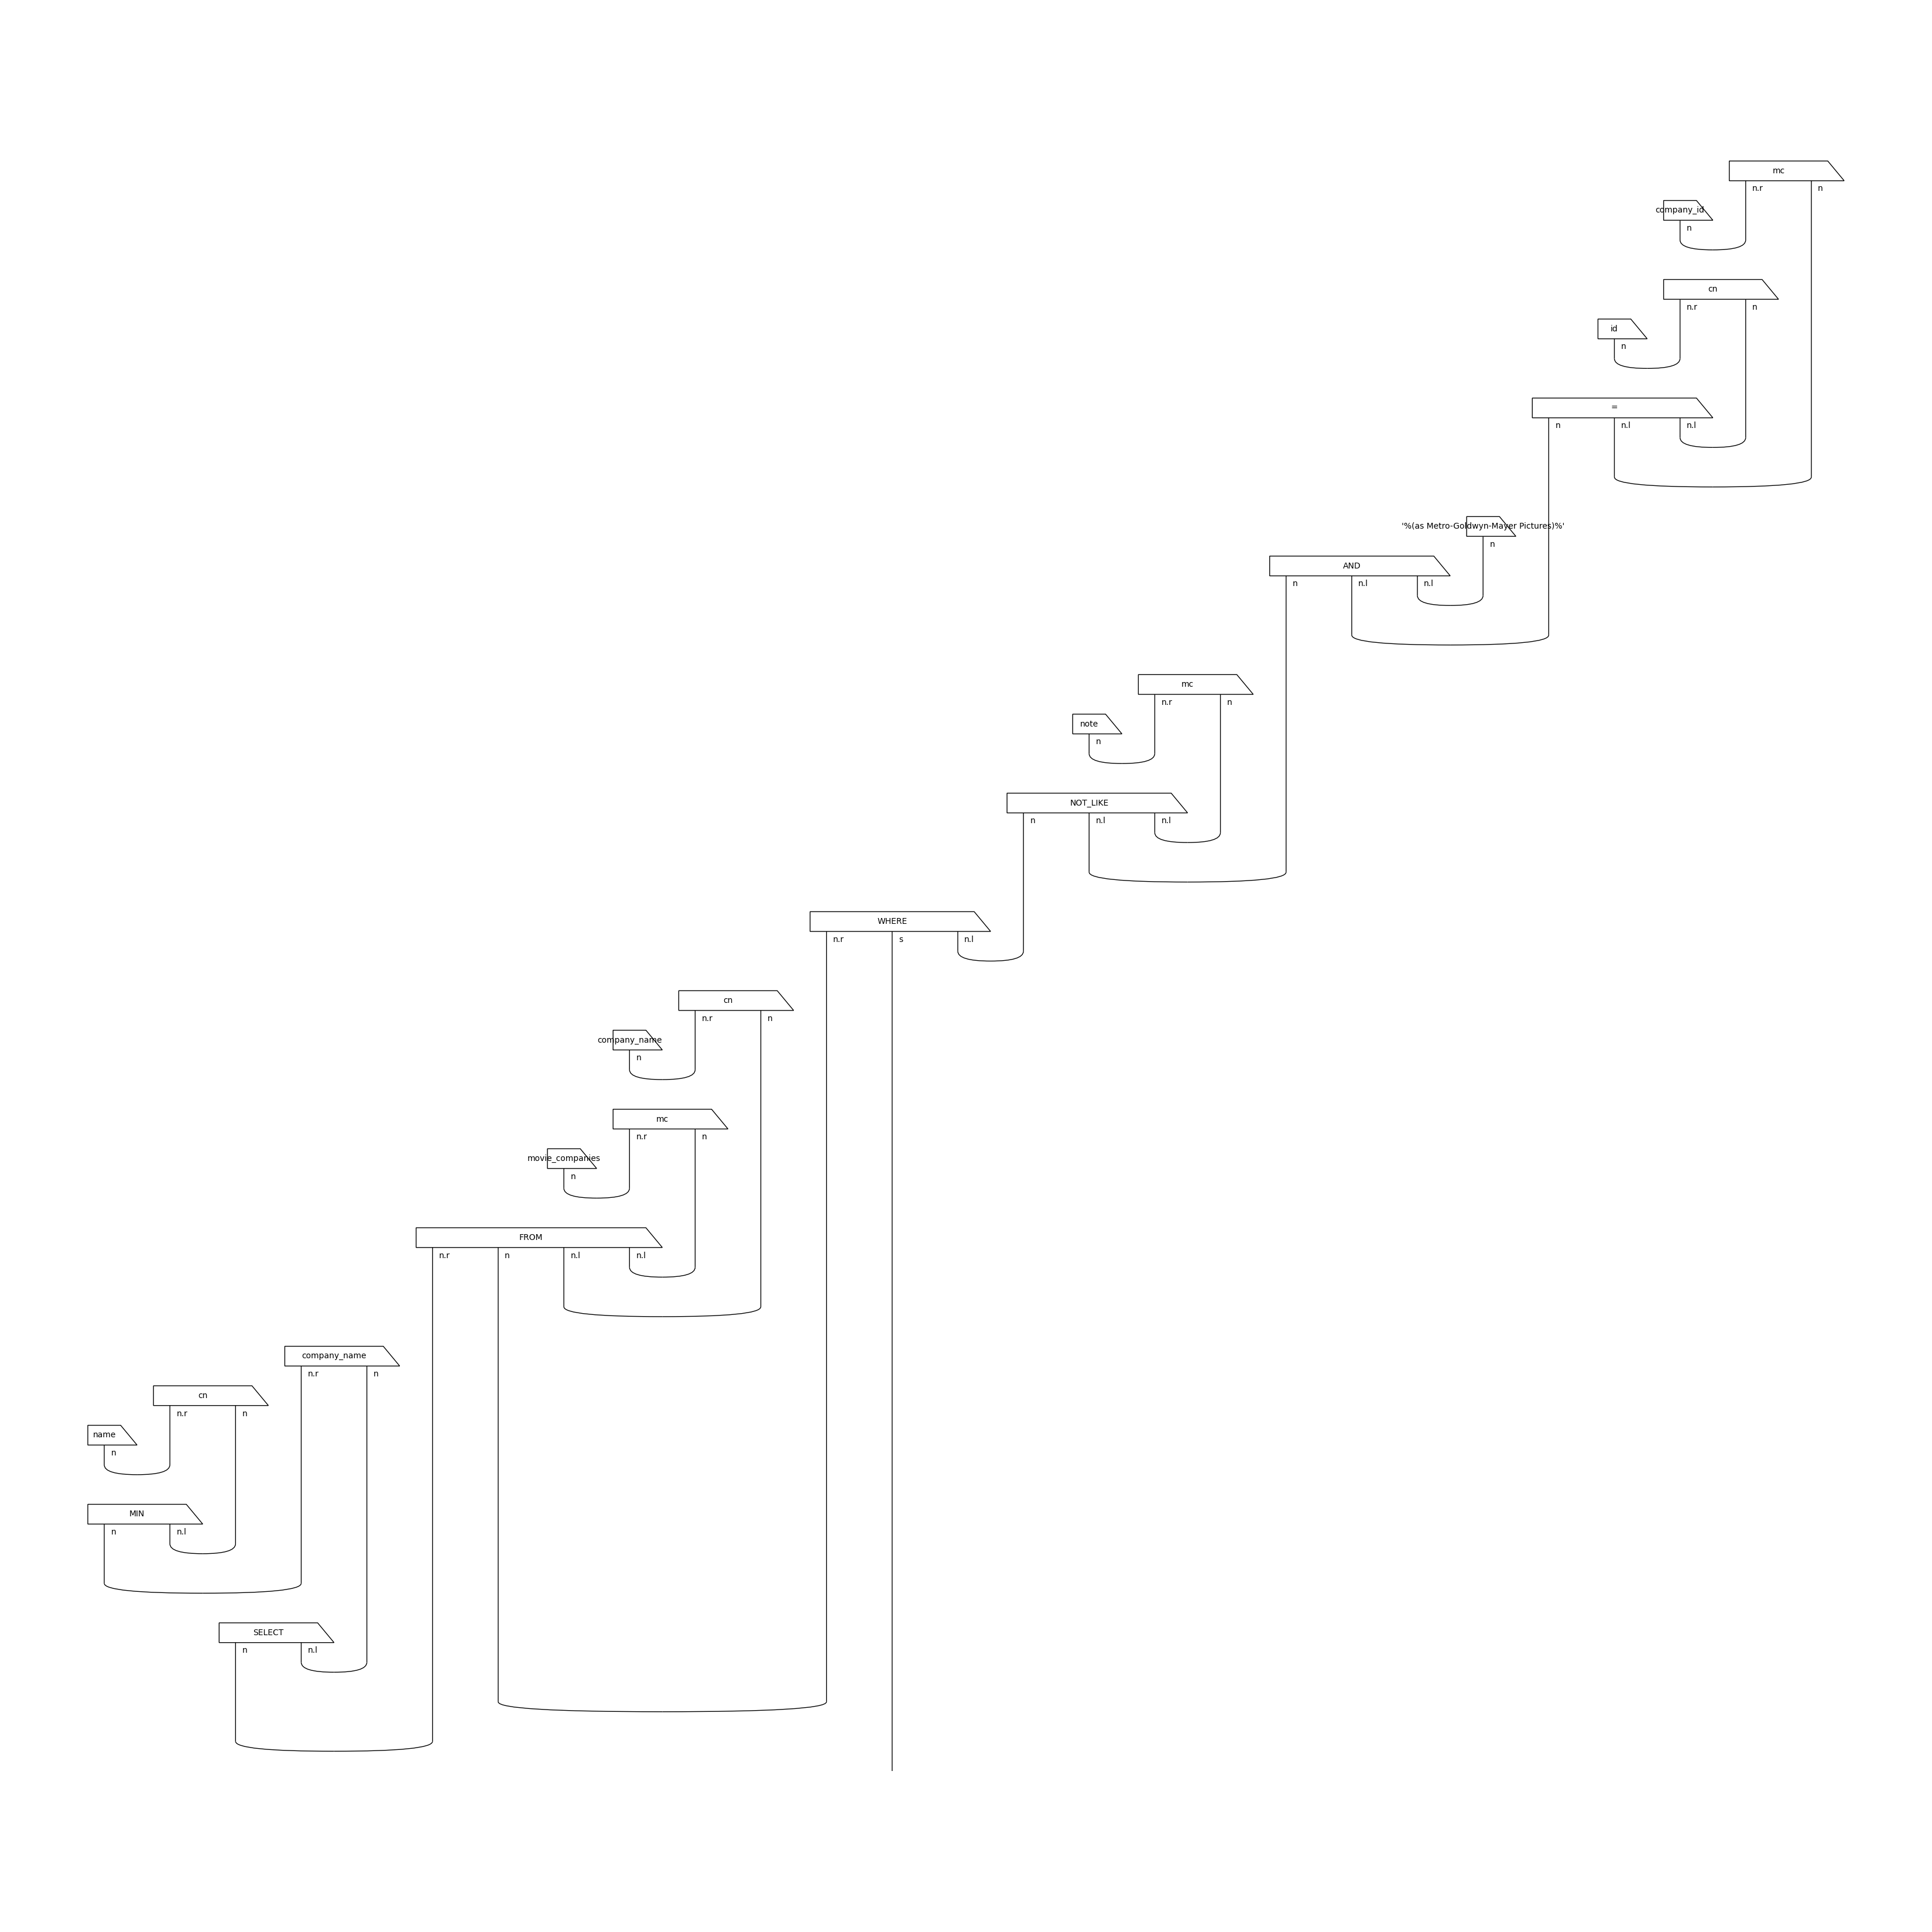 mc
n.r n
company_id
n
cn
n.r n
id
n
=
n n.l n.l
'%(as Metro-Goldwyn-Mayer Pictures)%'
n
AND
n n.l n.l
mc
n.r n
note
n
NOT_LIKE
n n.l n.l
WHERE
n.r s n.l
cn
n.r n
company_name
n
mc
n.r n
movie_companies
n
FROM
n.r n n.l n.l
company_name
n.r n
cn
n.r n
name
n
MIN
n n.l
SELECT
n n.l